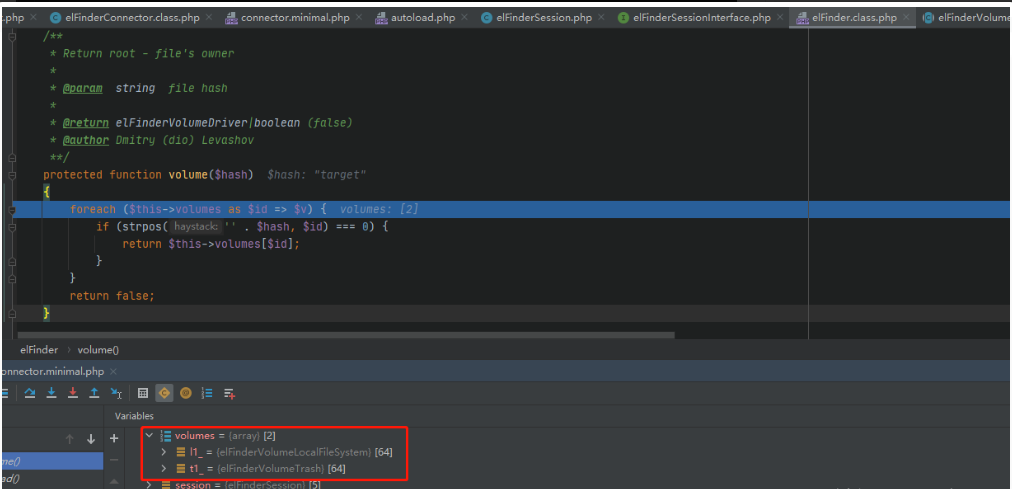 .php × elFinderConnector.class.php × connector.minimal.php × autoload.php × elFinderSession.php × elFinderSessionInterface.php × elFinder.class.php × elFinderVolume
/**
 * Return root - file's owner
 *
 * @param  string  file hash
 *
 * @return elFinderVolumeDriver|boolean (false)
 * @author Dmitry (dio) Levashov
 **/
protected function volume($hash)  $hash: "target"
{
    foreach ($this->volumes as $id => $v) {  volumes: [2]
        if (strpos( haystack: '' . $hash, $id) === 0) {
            return $this->volumes[$id];
        }
    }
    return false;
}
elFinder › volume()
onnector.minimal.php ×
Variables
volumes = {array} [2]
l1_ = {elFinderVolumeLocalFileSystem} [64]
me()
t1_ = {elFinderVolumeTrash} [64]
ad()
session = {elFinderSession} [5]